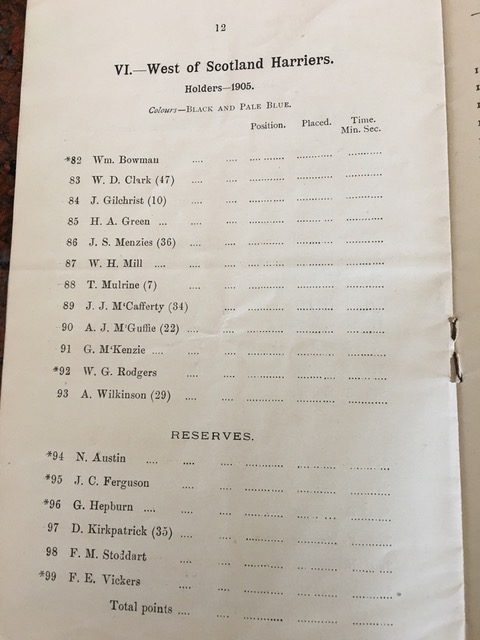 12
VI.—West of Scotland Harriers.
Holders—1905.
Colours—BLACK AND PALE BLUE.
Position. Placed. Time. Min. Sec.
*82 Wm. Bowman .... .... .... .......... .......... ...........
83 W. D. Clark (47) .... .... .... .......... .......... ...........
84 J. Gilchrist (10) .... .... .... .......... .......... ...........
85 H. A. Green ... .... .... .... .......... .......... ...........
86 J. S. Menzies (36) .... .... .... .......... .......... ...........
87 W. H. Mill .... .... .... .... .......... .......... ...........
88 T. Mulrine (7) .... .... .... .......... .......... ...........
89 J. J. M'Cafferty (34) .... ............ .......... ...........
90 A. J. M'Guffie (22) .... .... ............ .......... ...........
91 G. M'Kenzie .... .... .... ............ .......... ...........
*92 W. G. Rodgers .... .... ............ .......... ...........
93 A. Wilkinson (29) .... .... ............ .......... ...........
RESERVES.
*94 N. Austin .... .... .... ............ .......... ...........
*95 J. C. Ferguson .... .... ............ .......... ...........
*96 G. Hepburn .... .... .... ............ .......... ...........
97 D. Kirkpatrick (35) .... .... ............ .......... ...........
98 F. M. Stoddart .... .... ............ .......... ...........
*99 F. E. Vickers .... .... ............ .......... ...........
Total points .... .... ............ .......... ...........